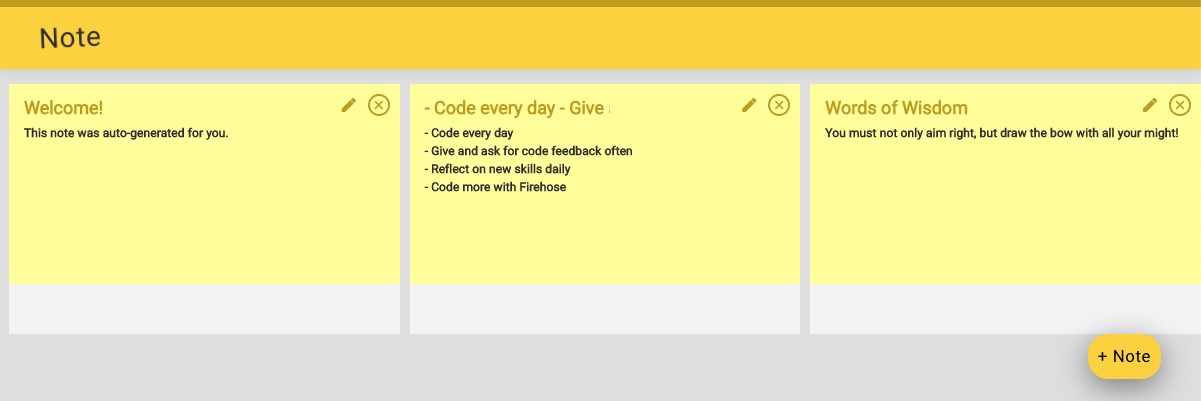 Note
Welcome!
This note was auto-generated for you.
- Code every day - Give
- Code every day
- Give and ask for code feedback often
- Reflect on new skills daily
- Code more with Firehose
Words of Wisdom
You must not only aim right, but draw the bow with all your might!
+ Note